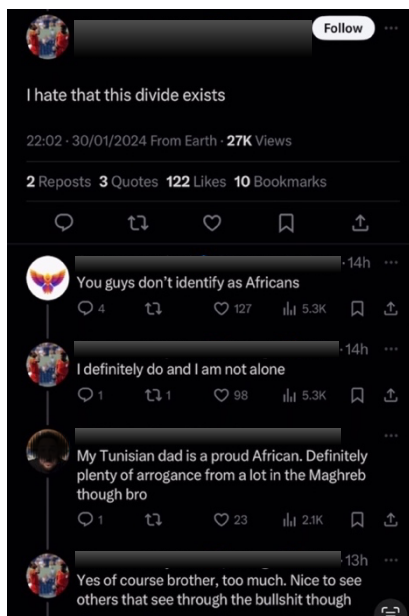 Follow
I hate that this divide exists
22:02 · 30/01/2024 From Earth · 27K Views
2 Reposts 3 Quotes 122 Likes 10 Bookmarks
· 14h
You guys don't identify as Africans
4 127 5.3K
· 14h
I definitely do and I am not alone
1 1 98 5.3K
My Tunisian dad is a proud African. Definitely
plenty of arrogance from a lot in the Maghreb
though bro
1 23 2.1K
· 13h
Yes of course brother, too much. Nice to see
others that see through the bullshit though